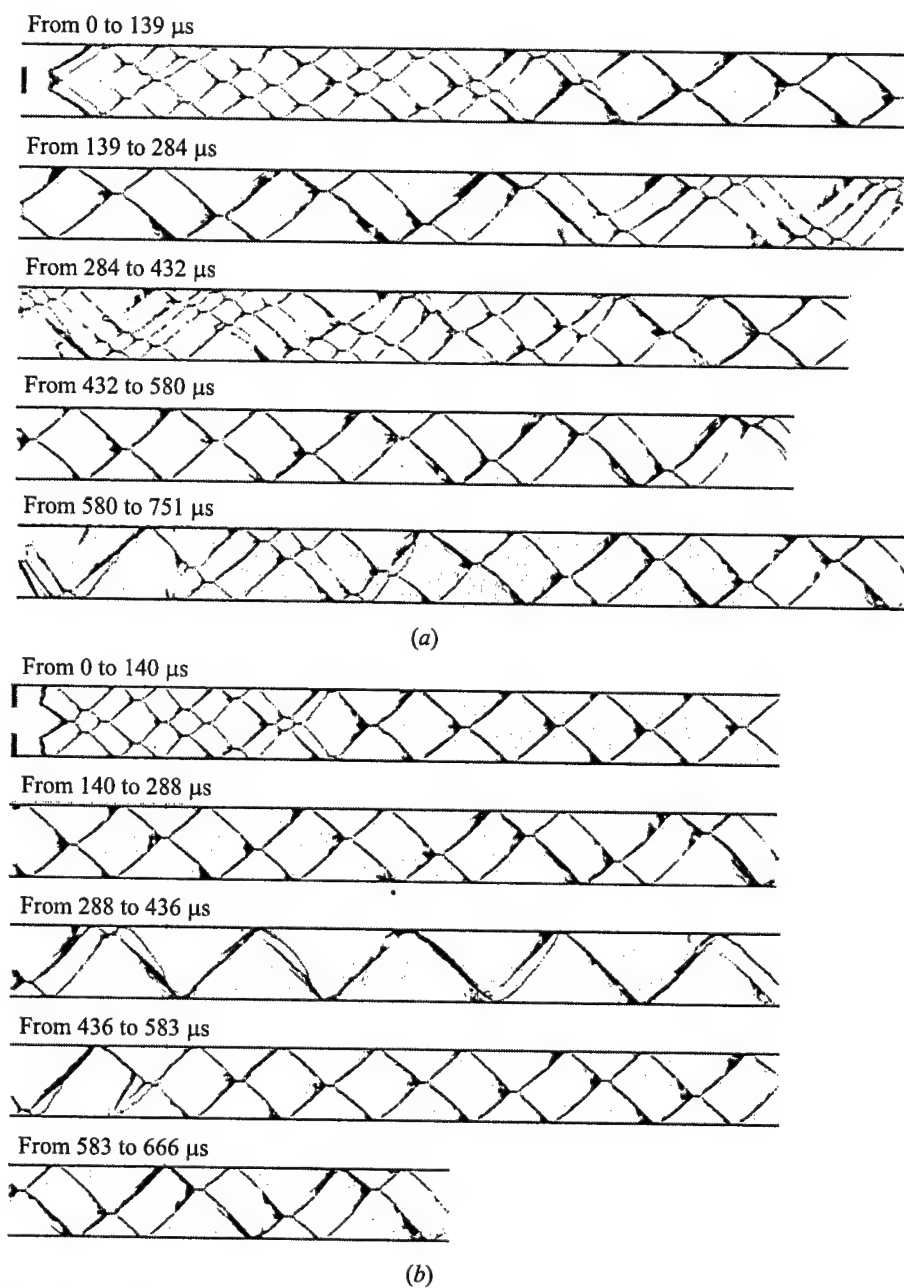 From 0 to 139 μs
From 139 to 284 μs
From 284 to 432 μs
From 432 to 580 μs
From 580 to 751 μs
(a)
From 0 to 140 μs
From 140 to 288 μs
From 288 to 436 μs
From 436 to 583 μs
From 583 to 666 μs
(b)